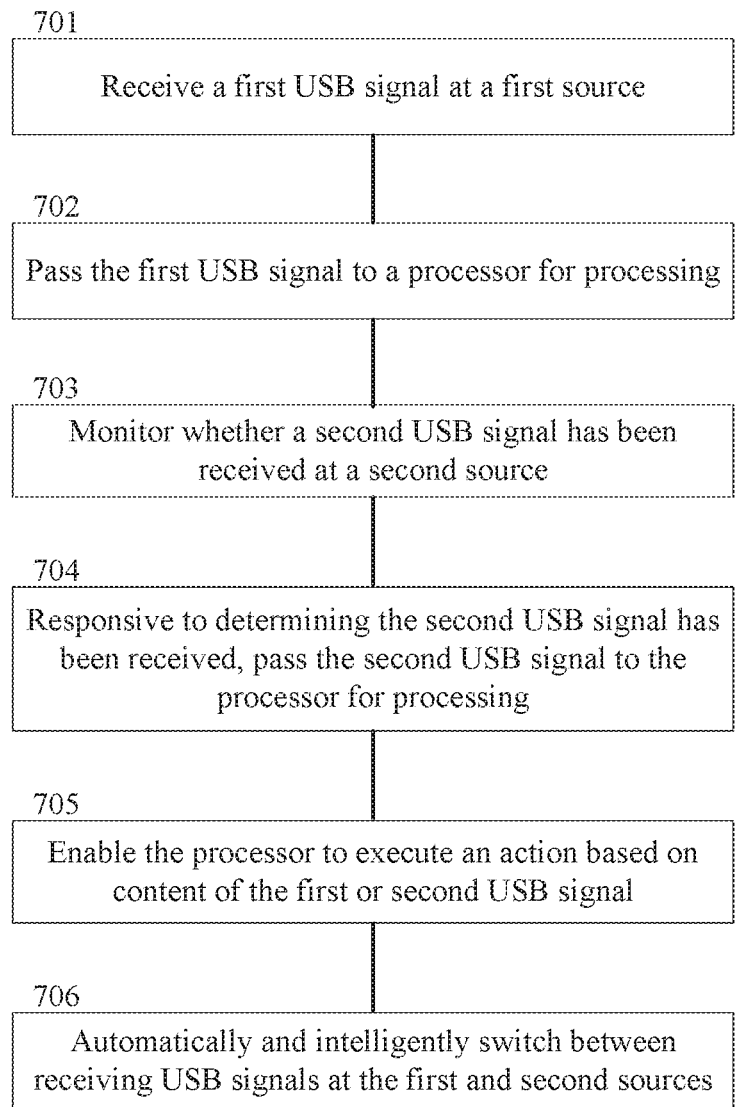 701
Receive a first USB signal at a first source
702
Pass the first USB signal to a processor for processing
703
Monitor whether a second USB signal has been
received at a second source
704
Responsive to determining the second USB signal has
been received, pass the second USB signal to the
processor for processing
705
Enable the processor to execute an action based on
content of the first or second USB signal
706
Automatically and intelligently switch between
receiving USB signals at the first and second sources